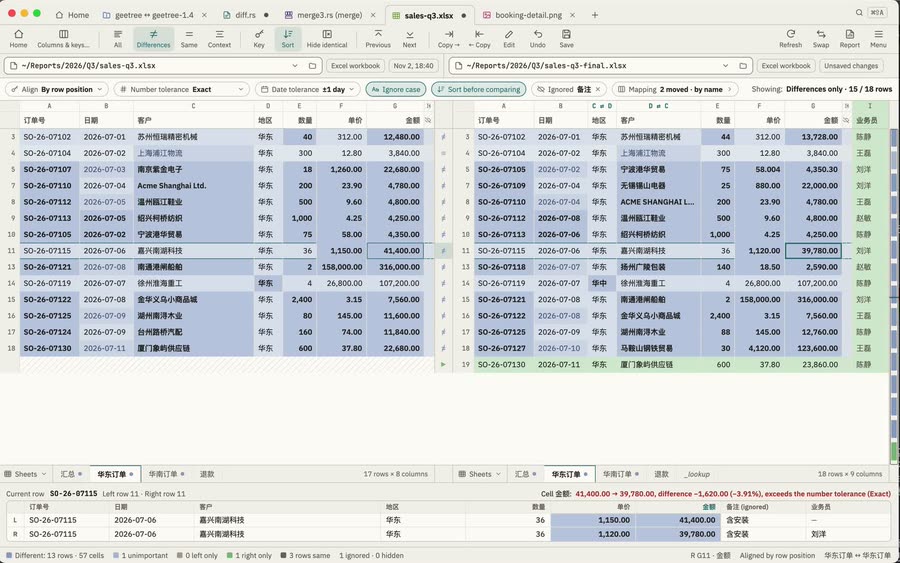 Home geetree ↔ geetree-1.4 × diff.rs merge3.rs (merge) × sales-q3.xlsx booking-detail.png × +
Home Columns & keys... All Differences Same Context Key Sort Hide identical Previous Next Copy → ← Copy Edit Undo Save Refresh Swap Report Menu
~/Reports/2026/Q3/sales-q3.xlsx Excel workbook Nov 2, 18:40 ~/Reports/2026/Q3/sales-q3-final.xlsx Excel workbook Unsaved changes
Align By row position Number tolerance Exact Date tolerance ±1 day Ignore case Sort before comparing Ignored 备注 × Mapping 2 moved · by name Showing: Differences only · 15 / 18 rows
A B C D E F G H A B C ⇄ D D ⇄ C E F G H I
订单号 日期 客户 地区 数量 单价 金额 订单号 日期 地区 客户 数量 单价 金额 业务员
3 SO-26-07102 2026-07-01 苏州恒瑞精密机械 华东 40 312.00 12,480.00 ≠ 3 SO-26-07102 2026-07-01 华东 苏州恒瑞精密机械 44 312.00 13,728.00 陈静
4 SO-26-07104 2026-07-02 上海浦江物流 华东 300 12.80 3,840.00 = 4 SO-26-07104 2026-07-02 华东 上海浦江物流 300 12.80 3,840.00 王磊
5 SO-26-07107 2026-07-03 南京紫金电子 华东 18 1,260.00 22,680.00 ≠ 5 SO-26-07105 2026-07-03 华东 宁波港华贸易 75 58.004 4,350.30 刘洋
7 SO-26-07110 2026-07-04 Acme Shanghai Ltd. 华东 200 23.90 4,780.00 ≠ 7 SO-26-07109 2026-07-04 华东 无锡锡山电器 25 880.00 22,000.00 刘洋
8 SO-26-07112 2026-07-05 温州瓯江鞋业 华东 500 9.60 4,800.00 ≠ 8 SO-26-07110 2026-07-04 华东 ACME SHANGHAI L... 200 23.90 4,780.00 王磊
9 SO-26-07113 2026-07-05 绍兴柯桥纺织 华东 1,000 4.25 4,250.00 ≠ 9 SO-26-07112 2026-07-08 华东 温州瓯江鞋业 500 9.60 4,800.00 赵敏
10 SO-26-07105 2026-07-05 宁波港华贸易 华东 75 58.00 4,350.00 ≠ 10 SO-26-07113 2026-07-05 华东 绍兴柯桥纺织 1,000 4.25 4,250.00 陈静
11 SO-26-07115 2026-07-06 嘉兴南湖科技 华东 36 1,150.00 41,400.00 ≠ 11 SO-26-07115 2026-07-06 华东 嘉兴南湖科技 36 1,120.00 39,780.00 刘洋
13 SO-26-07121 2026-07-08 南通港闸船舶 华东 2 158,000.00 316,000.00 ≠ 13 SO-26-07118 2026-07-07 华东 扬州广陵包装 140 18.50 2,590.00 赵敏
14 SO-26-07119 2026-07-07 徐州淮海重工 华东 4 26,800.00 107,200.00 ≠ 14 SO-26-07119 2026-07-07 华中 徐州淮海重工 4 26,800.00 107,200.00 陈静
15 SO-26-07122 2026-07-08 金华义乌小商品城 华东 2,400 3.15 7,560.00 ≠ 15 SO-26-07121 2026-07-08 华东 南通港闸船舶 2 158,000.00 316,000.00 刘洋
16 SO-26-07125 2026-07-09 湖州南浔木业 华东 80 145.00 11,600.00 ≠ 16 SO-26-07122 2026-07-08 华东 金华义乌小商品城 2,400 3.15 7,560.00 王磊
17 SO-26-07124 2026-07-09 台州路桥汽配 华东 160 74.00 11,840.00 ≠ 17 SO-26-07125 2026-07-09 华东 湖州南浔木业 88 145.00 12,760.00 陈静
18 SO-26-07130 2026-07-11 厦门象屿供应链 华东 600 37.80 22,680.00 ≠ 18 SO-26-07127 2026-07-10 华东 马鞍山钢铁贸易 30 4,120.00 123,600.00 王磊
19 SO-26-07130 2026-07-11 华东 厦门象屿供应链 600 37.80 23,860.00 陈静
Sheets 汇总 华东订单 华南订单 退款 17 rows × 8 columns Sheets 汇总 华东订单 华南订单 退款 _lookup 18 rows × 9 columns
Current row SO-26-07115 Left row 11 · Right row 11 Cell 金额: 41,400.00 → 39,780.00, difference −1,620.00 (−3.91%), exceeds the number tolerance (Exact)
订单号 日期 客户 地区 数量 单价 金额 备注 (ignored) 业务员
L SO-26-07115 2026-07-06 嘉兴南湖科技 华东 36 1,150.00 41,400.00 含安装 —
R SO-26-07115 2026-07-06 嘉兴南湖科技 华东 36 1,120.00 39,780.00 含安装 刘洋
Different: 13 rows · 57 cells 1 unimportant 0 left only 1 right only 3 rows same 1 ignored · 0 hidden R G11 · 金额 Aligned by row position 华东订单 ↔ 华东订单